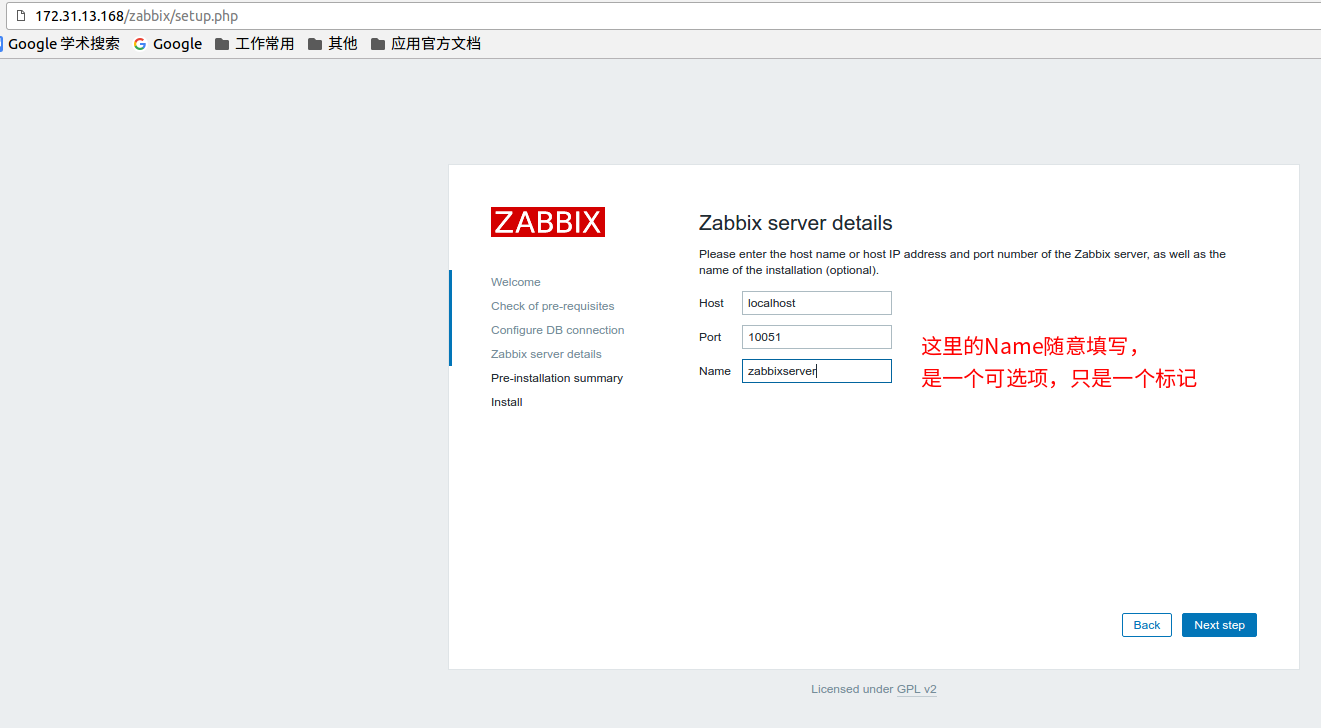 172.31.13.168/zabbix/setup.php
Google 学术搜索 Google 工作常用 其他 应用官方文档
ZABBIX
Welcome
Check of pre-requisites
Configure DB connection
Zabbix server details
Pre-installation summary
Install
Zabbix server details
Please enter the host name or host IP address and port number of the Zabbix server, as well as the
name of the installation (optional).
Host localhost
Port 10051
Name zabbixserver
这里的Name随意填写，
是一个可选项，只是一个标记
Back Next step
Licensed under GPL v2